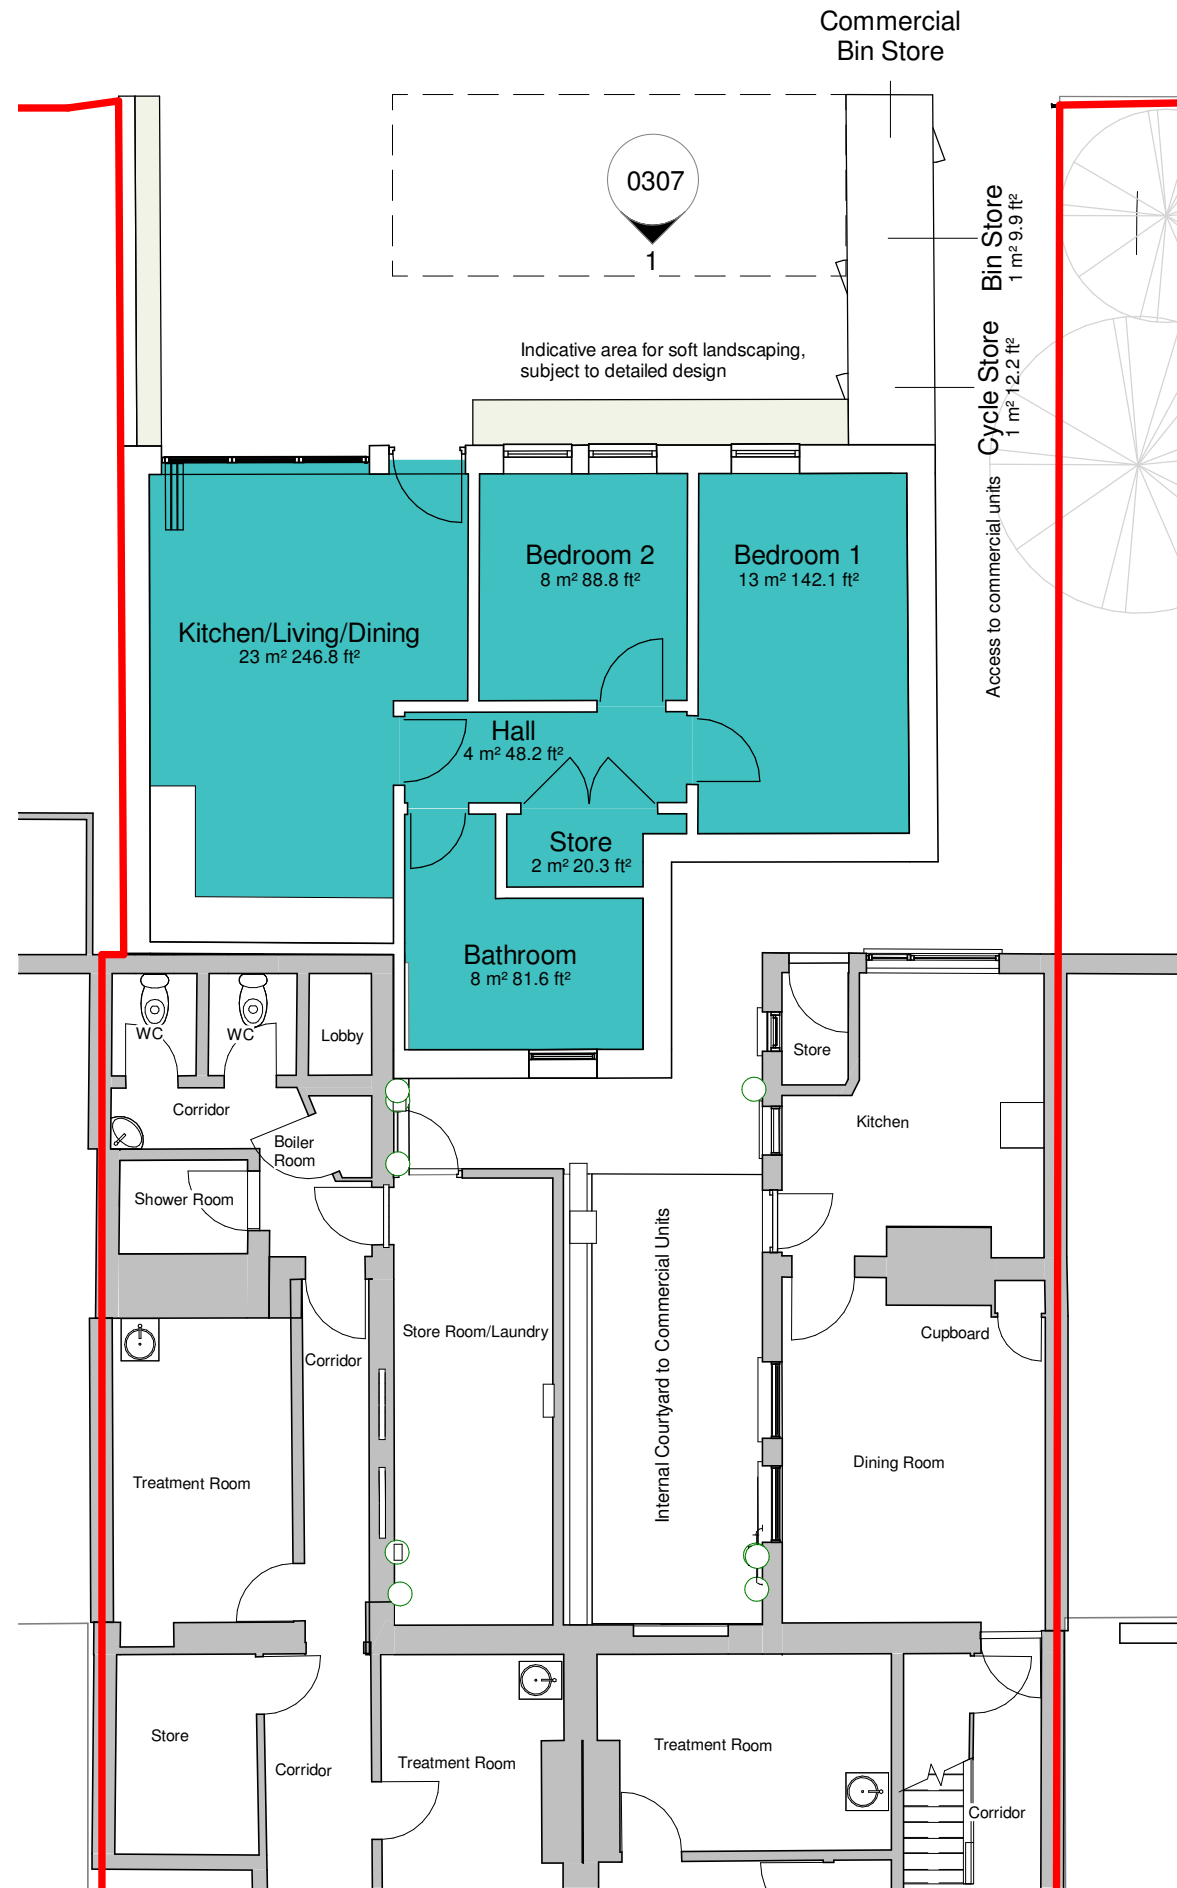 Commercial
Bin Store
0307
1
Bin Store
1 m² 9.9 ft²
Cycle Store
1 m² 12.2 ft²
Access to commercial units
Indicative area for soft landscaping,
subject to detailed design
Bedroom 2
8 m² 88.8 ft²
Bedroom 1
13 m² 142.1 ft²
Kitchen/Living/Dining
23 m² 246.8 ft²
Hall
4 m² 48.2 ft²
Store
2 m² 20.3 ft²
Bathroom
8 m² 81.6 ft²
WC
WC
Lobby
Store
Corridor
Kitchen
Boiler
Room
Shower Room
Internal Courtyard to Commercial Units
Store Room/Laundry
Cupboard
Corridor
Dining Room
Treatment Room
Store
Corridor
Treatment Room
Treatment Room
Corridor